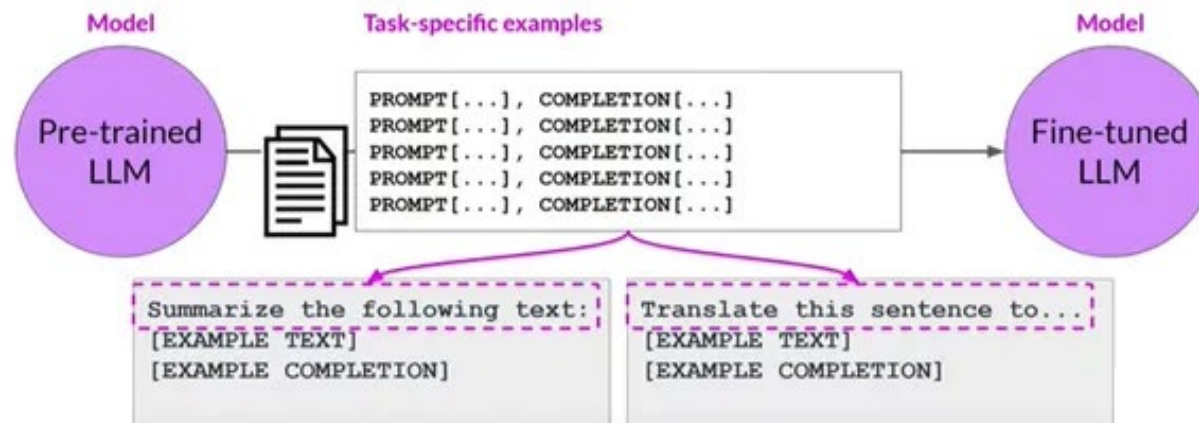 Model
Task-specific examples
Model
Pre-trained
LLM
PROMPT[...], COMPLETION[...]
PROMPT[...], COMPLETION[...]
PROMPT[...], COMPLETION[...]
PROMPT[...], COMPLETION[...]
PROMPT[...], COMPLETION[...]
Fine-tuned
LLM
Summarize the following text:
[EXAMPLE TEXT]
[EXAMPLE COMPLETION]
Translate this sentence to...
[EXAMPLE TEXT]
[EXAMPLE COMPLETION]